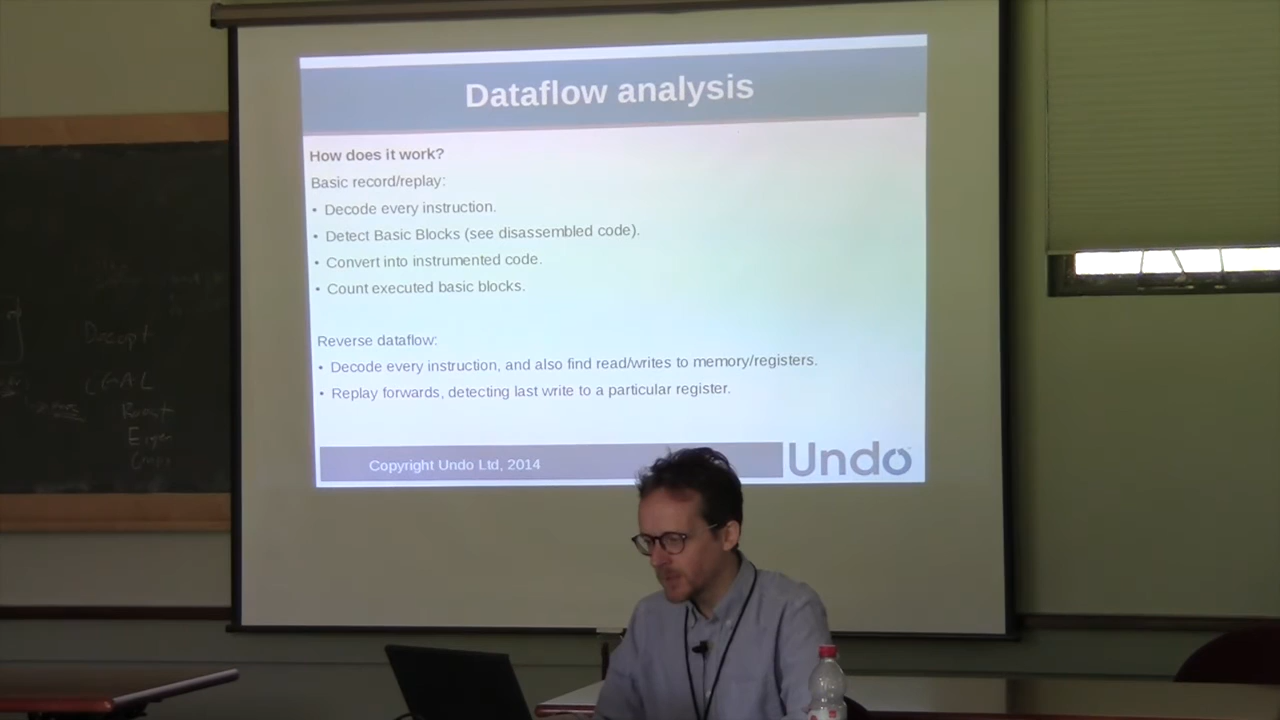 Dataflow analysis
How does it work?
Basic record/replay:
• Decode every instruction.
• Detect Basic Blocks (see disassembled code).
• Convert into instrumented code.
• Count executed basic blocks.
Reverse dataflow:
• Decode every instruction, and also find read/writes to memory/registers.
• Replay forwards, detecting last write to a particular register.
Copyright Undo Ltd, 2014
Undo